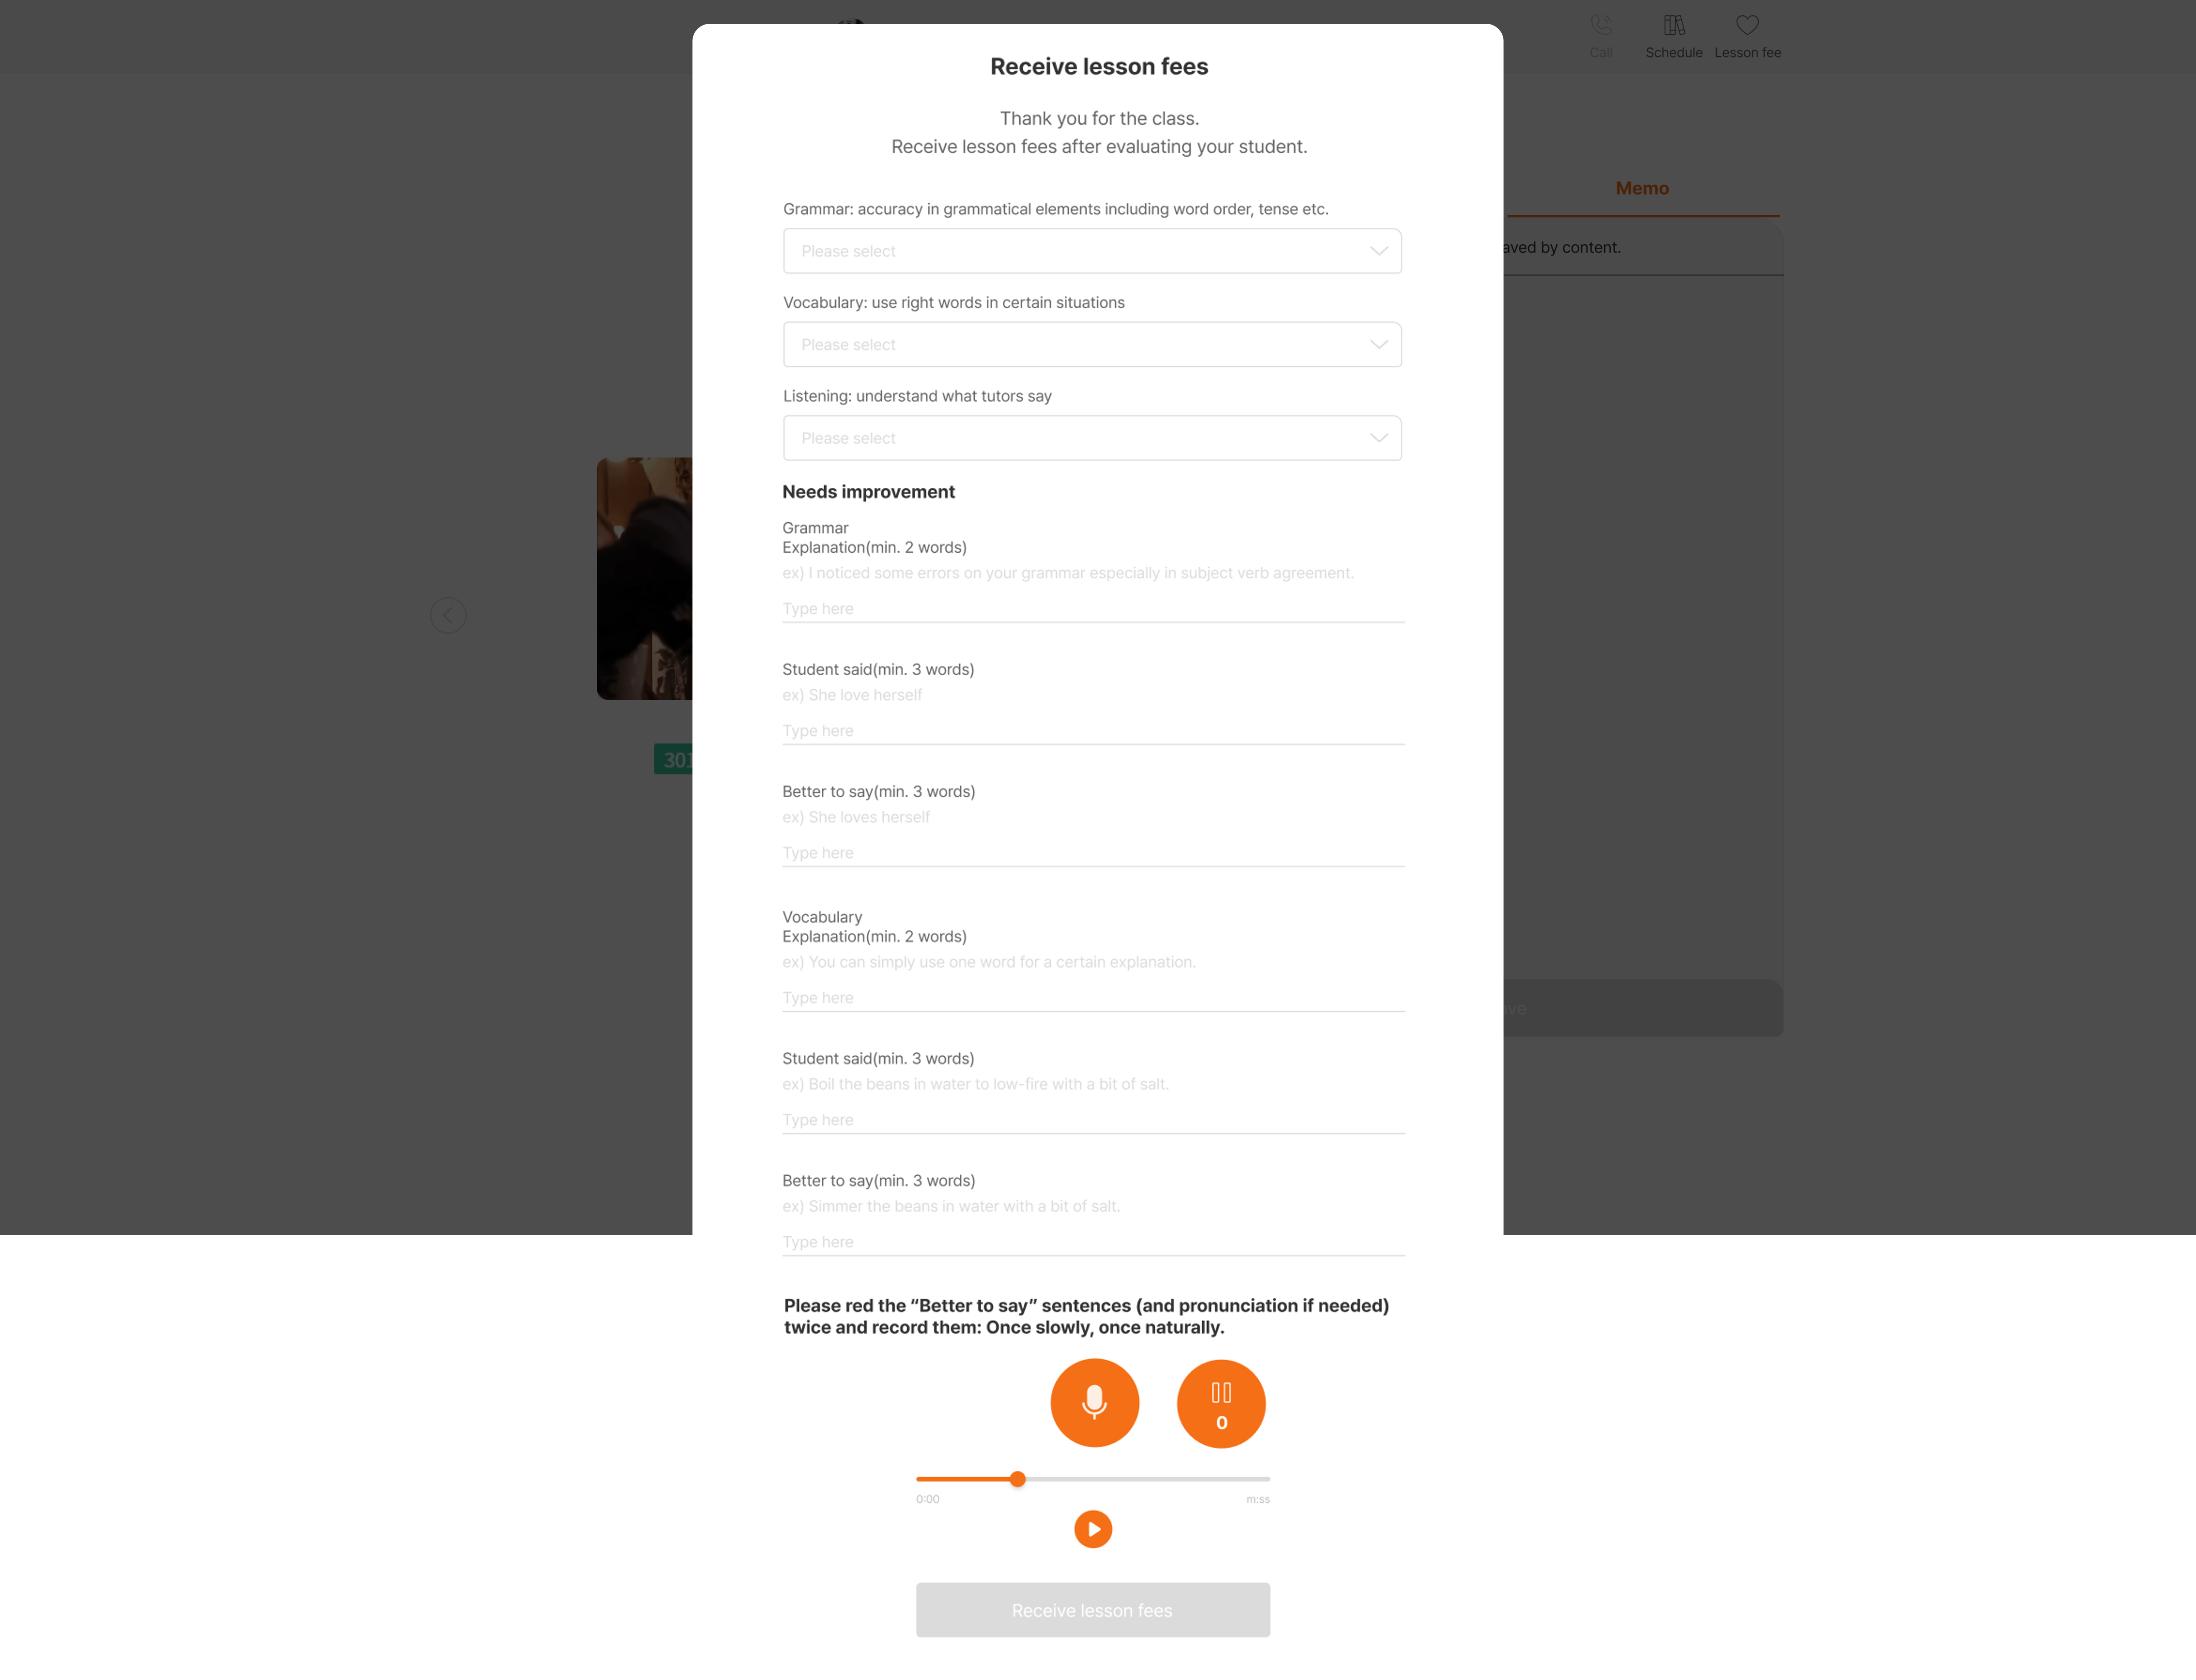 Call
Schedule
Lesson fee
Receive lesson fees
Thank you for the class.
Receive lesson fees after evaluating your student.
Memo
Grammar: accuracy in grammatical elements including word order, tense etc.
Please select
aved by content.
Vocabulary: use right words in certain situations
Please select
Listening: understand what tutors say
Please select
Needs improvement
Grammar
Explanation(min. 2 words)
ex) I noticed some errors on your grammar especially in subject verb agreement.
Type here
Student said(min. 3 words)
ex) She love herself
Type here
301
Better to say(min. 3 words)
ex) She loves herself
Type here
Vocabulary
Explanation(min. 2 words)
ex) You can simply use one word for a certain explanation.
Type here
ave
Student said(min. 3 words)
ex) Boil the beans in water to low-fire with a bit of salt.
Type here
Better to say(min. 3 words)
ex) Simmer the beans in water with a bit of salt.
Type here
Please red the “Better to say” sentences (and pronunciation if needed)
twice and record them: Once slowly, once naturally.
0
0:00
m:ss
Receive lesson fees